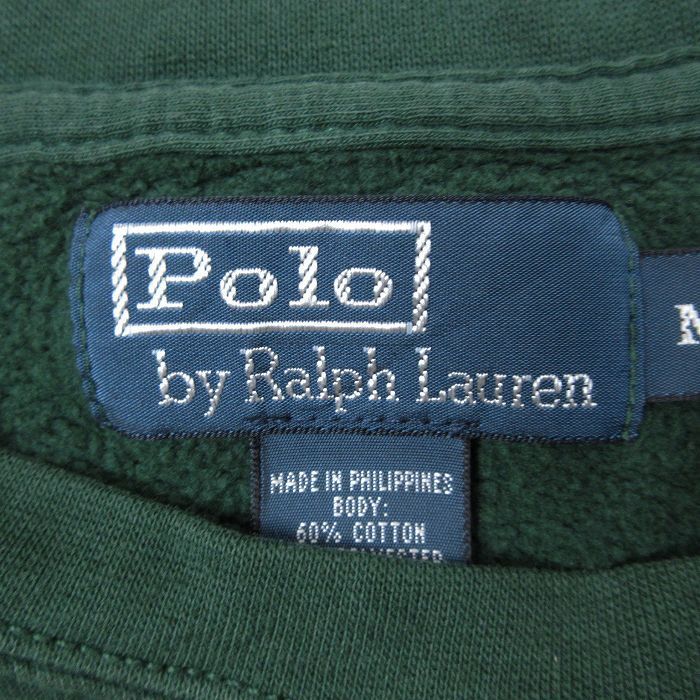 Polo
by Ralph Lauren
M
MADE IN PHILIPPINES
BODY:
60% COTTON